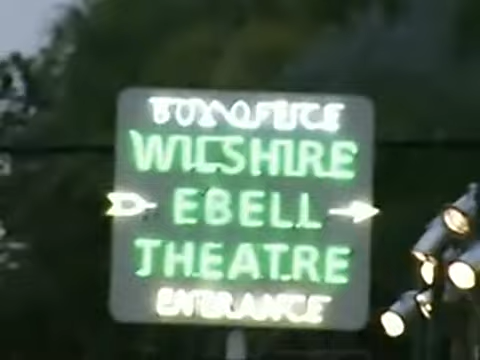 BOX OFFICE
WILSHIRE
EBELL
THEATRE
ENTRANCE